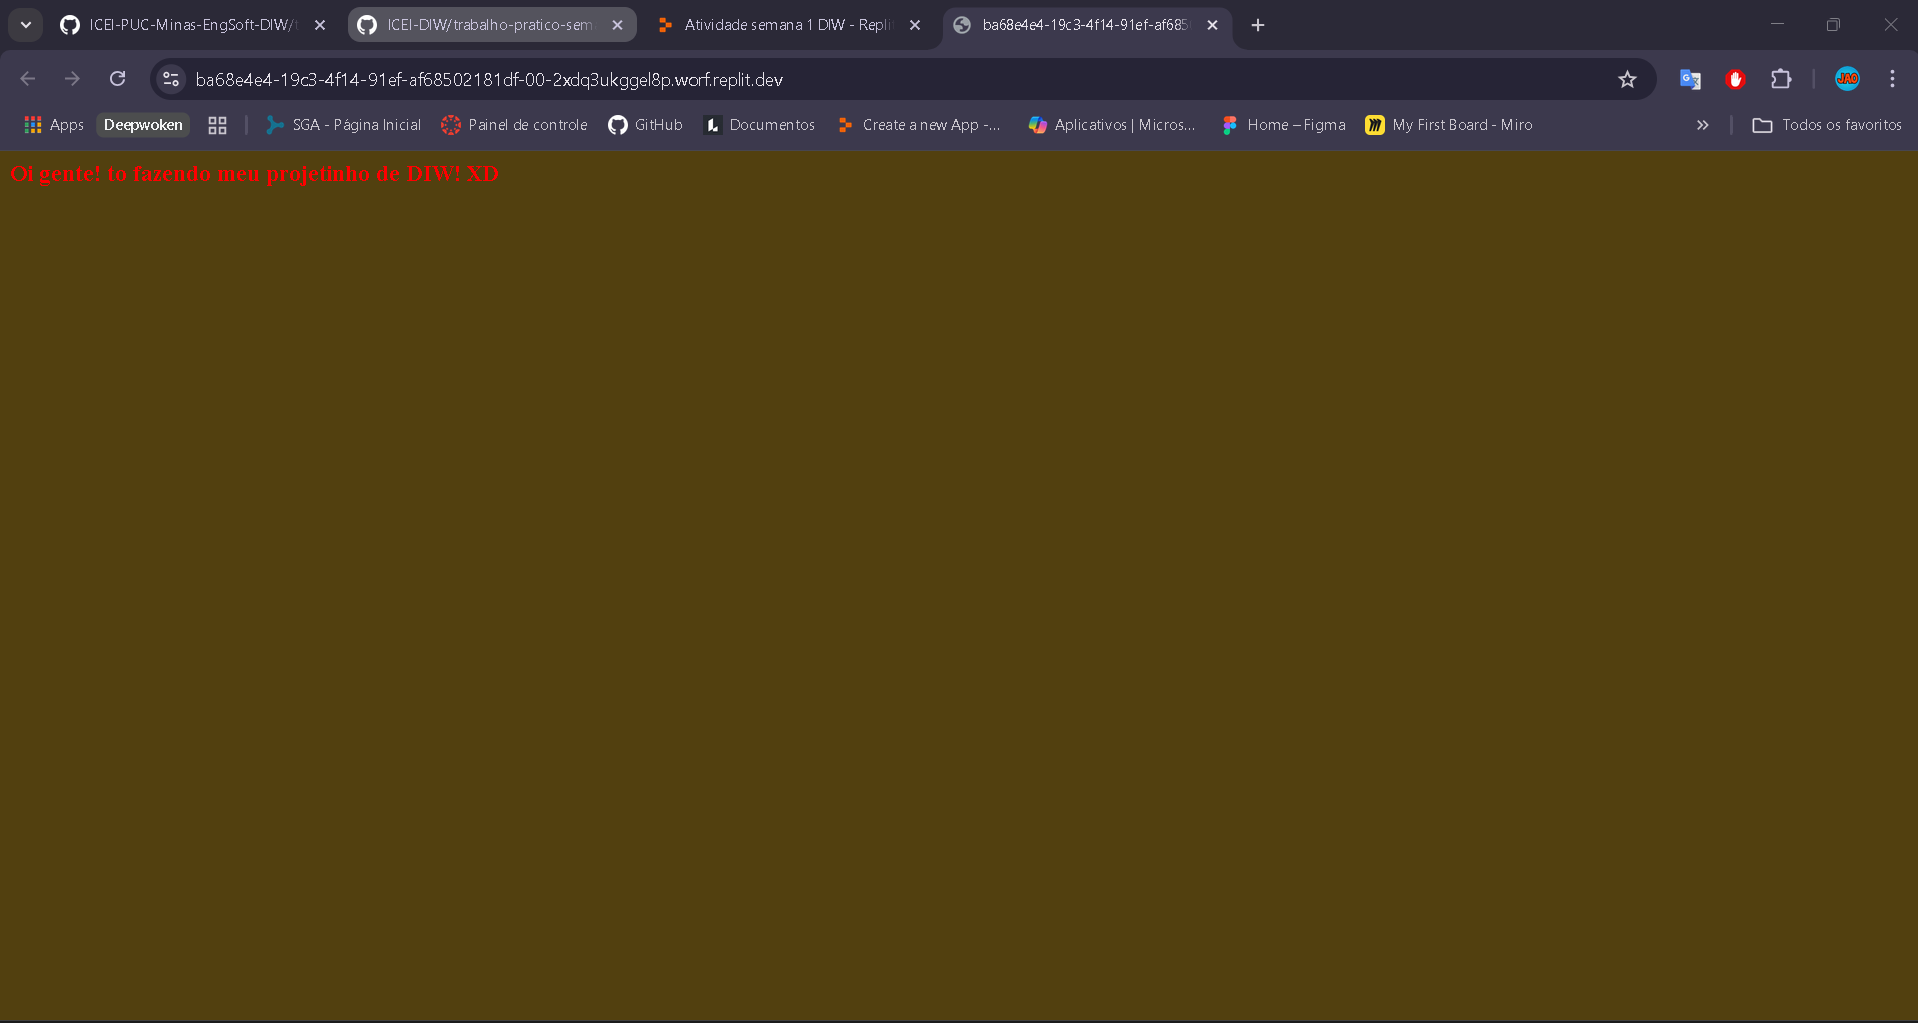 ICEI-PUC-Minas-EngSoft-DIW/t
ICEI-DIW/trabalho-pratico-sem
Atividade semana 1 DIW - Repli
ba68e4e4-19c3-4f14-91ef-af685
ba68e4e4-19c3-4f14-91ef-af68502181df-00-2xdq3ukggel8p.worf.replit.dev
JAO
Apps
Deepwoken
SGA - Página Inicial
Painel de controle
GitHub
Documentos
Create a new App -...
Aplicativos | Micros...
Home – Figma
My First Board - Miro
Todos os favoritos
Oi gente! to fazendo meu projetinho de DIW! XD